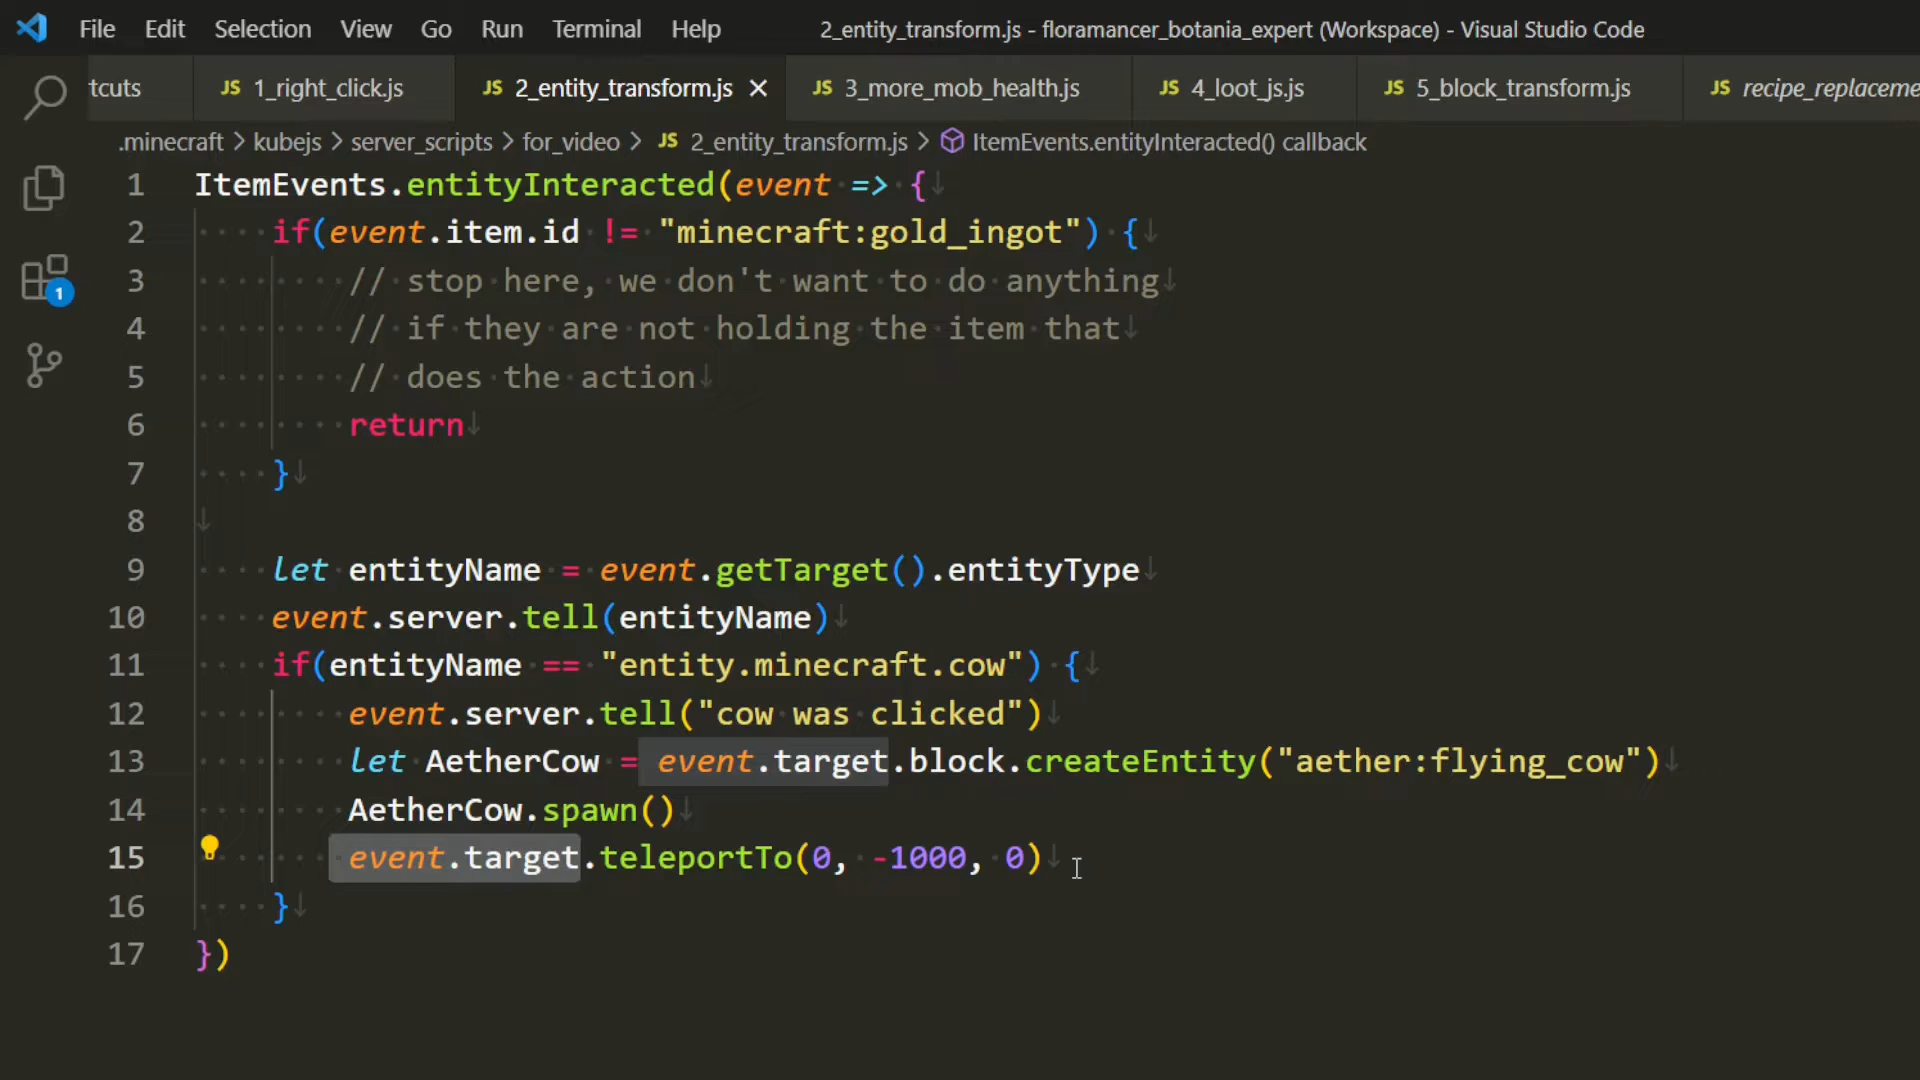 File Edit Selection View Go Run Terminal Help 2_entity_transform.js - floramancer_botania_expert (Workspace) - Visual Studio Code
tcuts JS 1_right_click.js JS 2_entity_transform.js JS 3_more_mob_health.js JS 4_loot_js.js JS 5_block_transform.js JS recipe_replaceme
.minecraft > kubejs > server_scripts > for_video > JS 2_entity_transform.js > ItemEvents.entityInteracted() callback
1 ItemEvents.entityInteracted(event => {
2 if(event.item.id != "minecraft:gold_ingot") {
3 // stop here, we don't want to do anything
4 // if they are not holding the item that
5 // does the action
6 return
7 }
8
9 let entityName = event.getTarget().entityType
10 event.server.tell(entityName)
11 if(entityName == "entity.minecraft.cow") {
12 event.server.tell("cow was clicked")
13 let AetherCow = event.target.block.createEntity("aether:flying_cow")
14 AetherCow.spawn()
15 event.target.teleportTo(0, -1000, 0)
16 }
17 })
1